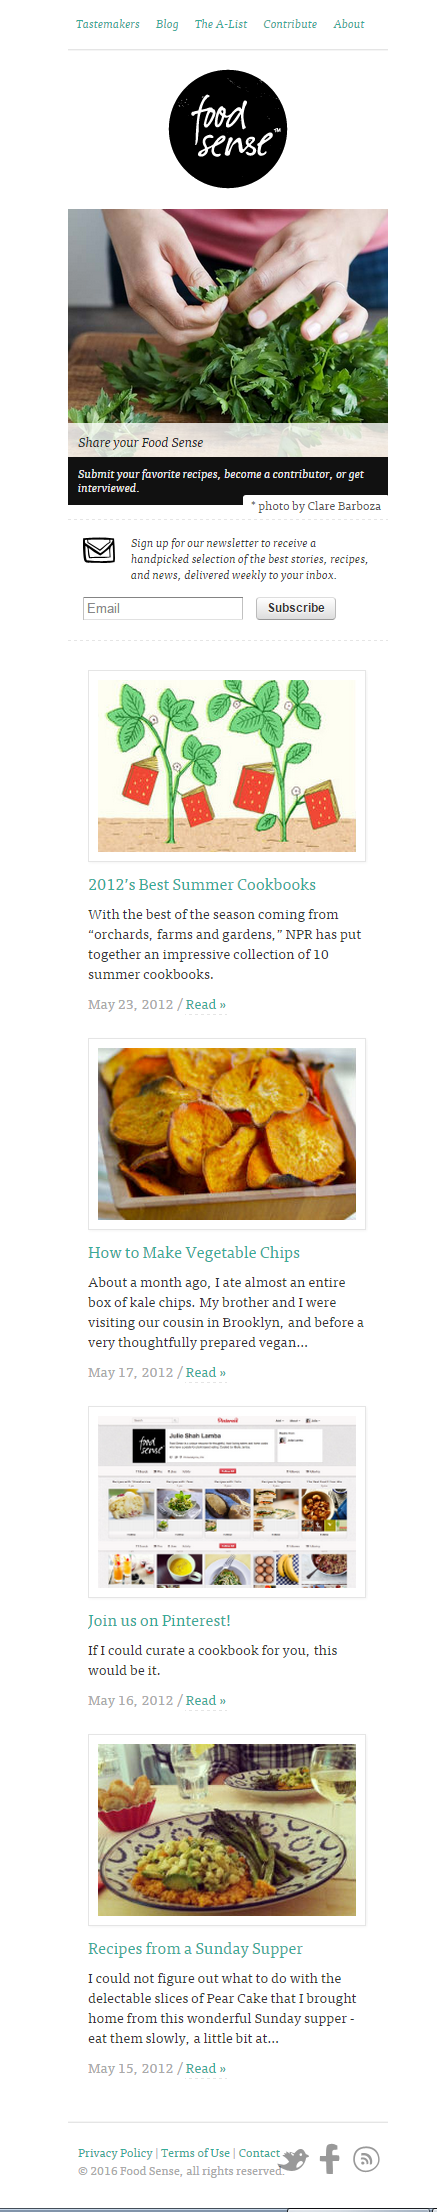 Tastemakers Blog The A-List Contribute About
food
sense™
Share your Food Sense
Submit your favorite recipes, become a contributor, or get
interviewed.
* photo by Clare Barboza
Sign up for our newsletter to receive a
handpicked selection of the best stories, recipes,
and news, delivered weekly to your inbox.
Email Subscribe
2012's Best Summer Cookbooks
With the best of the season coming from
“orchards, farms and gardens,” NPR has put
together an impressive collection of 10
summer cookbooks.
May 23, 2012 / Read »
How to Make Vegetable Chips
About a month ago, I ate almost an entire
box of kale chips. My brother and I were
visiting our cousin in Brooklyn, and before a
very thoughtfully prepared vegan...
May 17, 2012 / Read »
Pinterest
food
sense
Julie Shah Lamba
Join us on Pinterest!
If I could curate a cookbook for you, this
would be it.
May 16, 2012 / Read »
Recipes from a Sunday Supper
I could not figure out what to do with the
delectable slices of Pear Cake that I brought
home from this wonderful Sunday supper -
eat them slowly, a little bit at...
May 15, 2012 / Read »
Privacy Policy | Terms of Use | Contact
© 2016 Food Sense, all rights reserved.